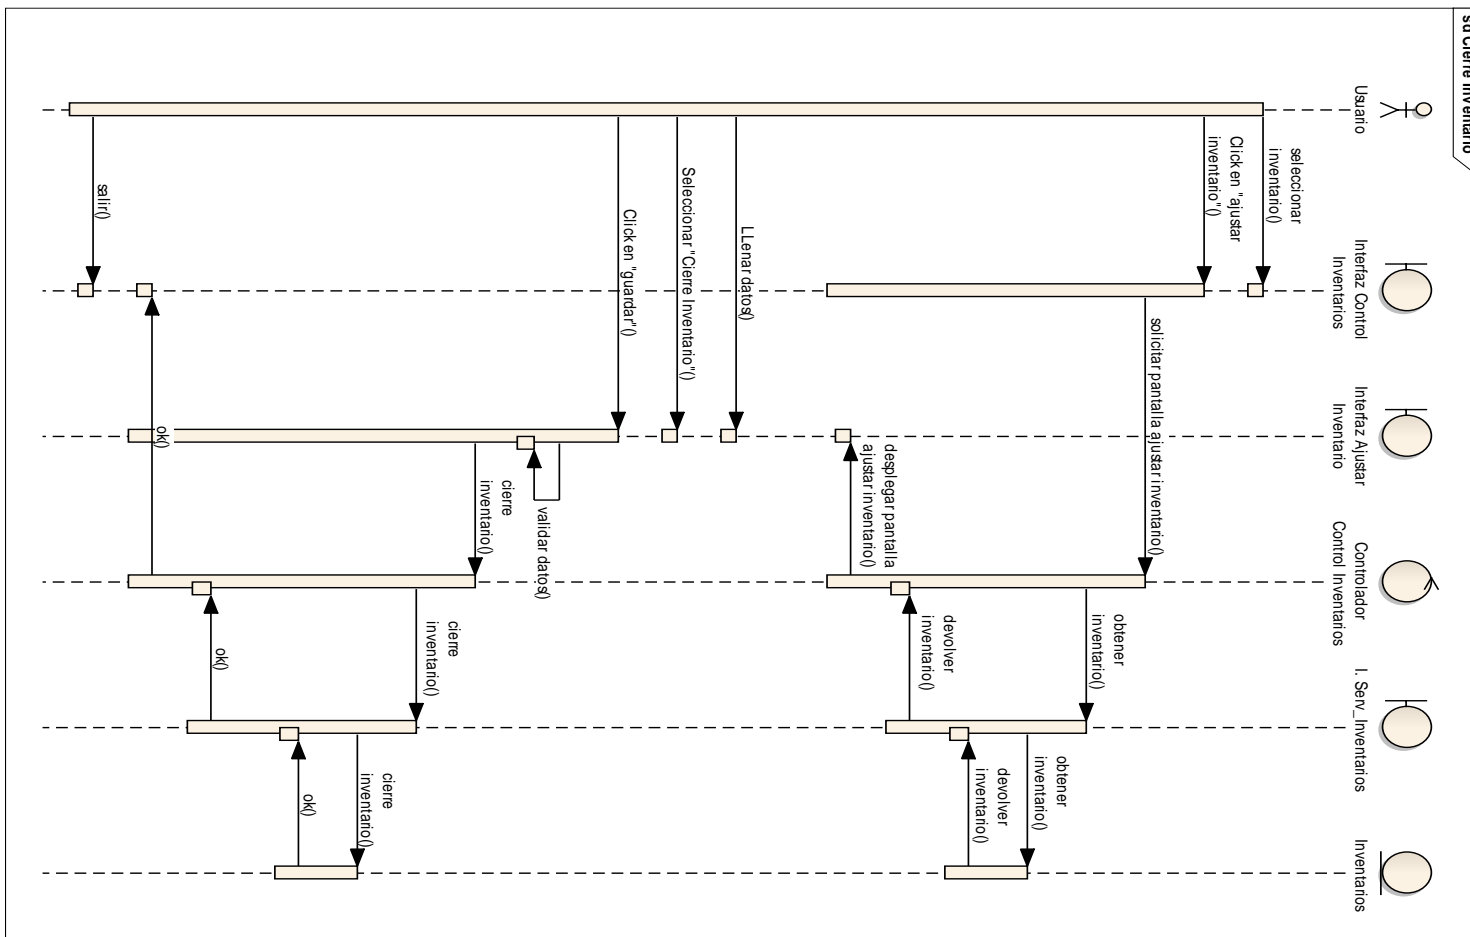 sd Cierre Inventario
Usuario
Interfaz Control
Inventarios
Interfaz Ajustar
Inventario
Controlador
Control Inventarios
I. Serv_Inventarios
Inventarios
seleccionar
inventario()
Click en "ajustar
inventario"()
solicitar pantalla ajustar inventario()
obtener
inventario()
obtener
inventario()
devolver
inventario()
devolver
inventario()
desplegar pantalla
ajustar inventario()
LLenar datos()
Seleccionar "Cierre Inventario"()
Click en "guardar"()
validar datos()
cierre
inventario()
cierre
inventario()
cierre
inventario()
ok()
ok()
ok()
salir()